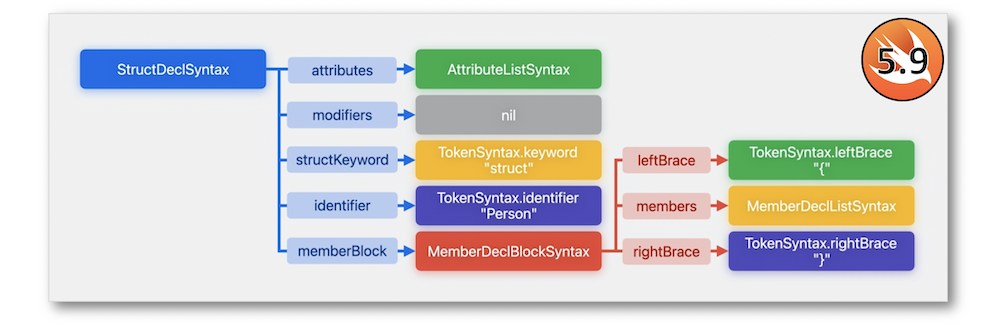 StructDeclSyntax
attributes
AttributeListSyntax
modifiers
nil
structKeyword
TokenSyntax.keyword
"struct"
identifier
TokenSyntax.identifier
"Person"
memberBlock
MemberDeclBlockSyntax
leftBrace
TokenSyntax.leftBrace
"{"
members
MemberDeclListSyntax
rightBrace
TokenSyntax.rightBrace
"}"
5.9